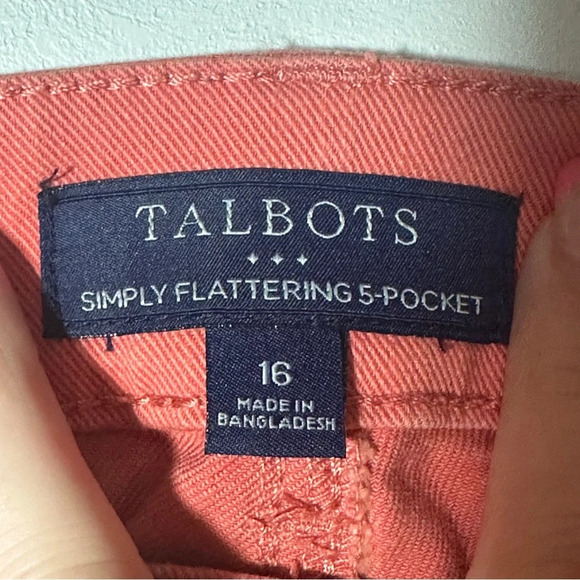 TALBOTS
SIMPLY FLATTERING 5-POCKET
16
MADE IN
BANGLADESH